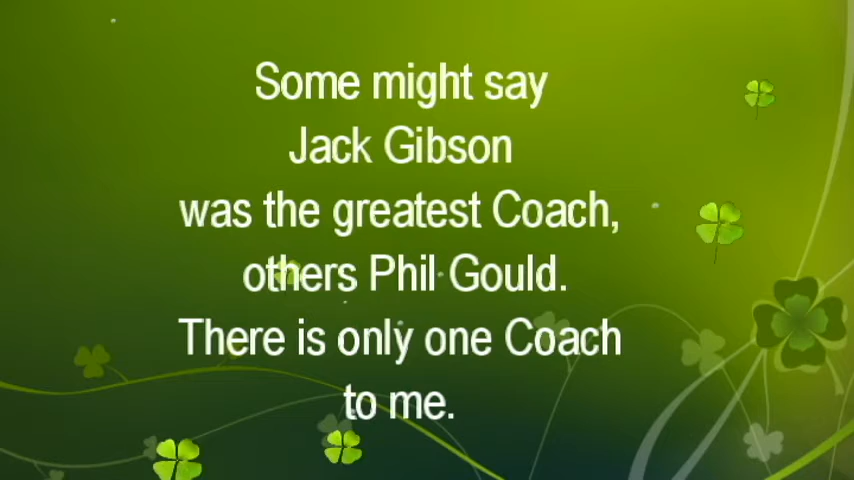 Some might say
Jack Gibson
was the greatest Coach,
others Phil Gould.
There is only one Coach
to me.